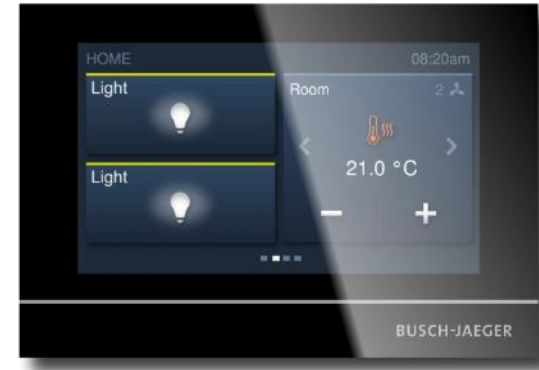 HOME 08:20am
Light
Room 2
21.0 °C
− +
Light
BUSCH-JAEGER